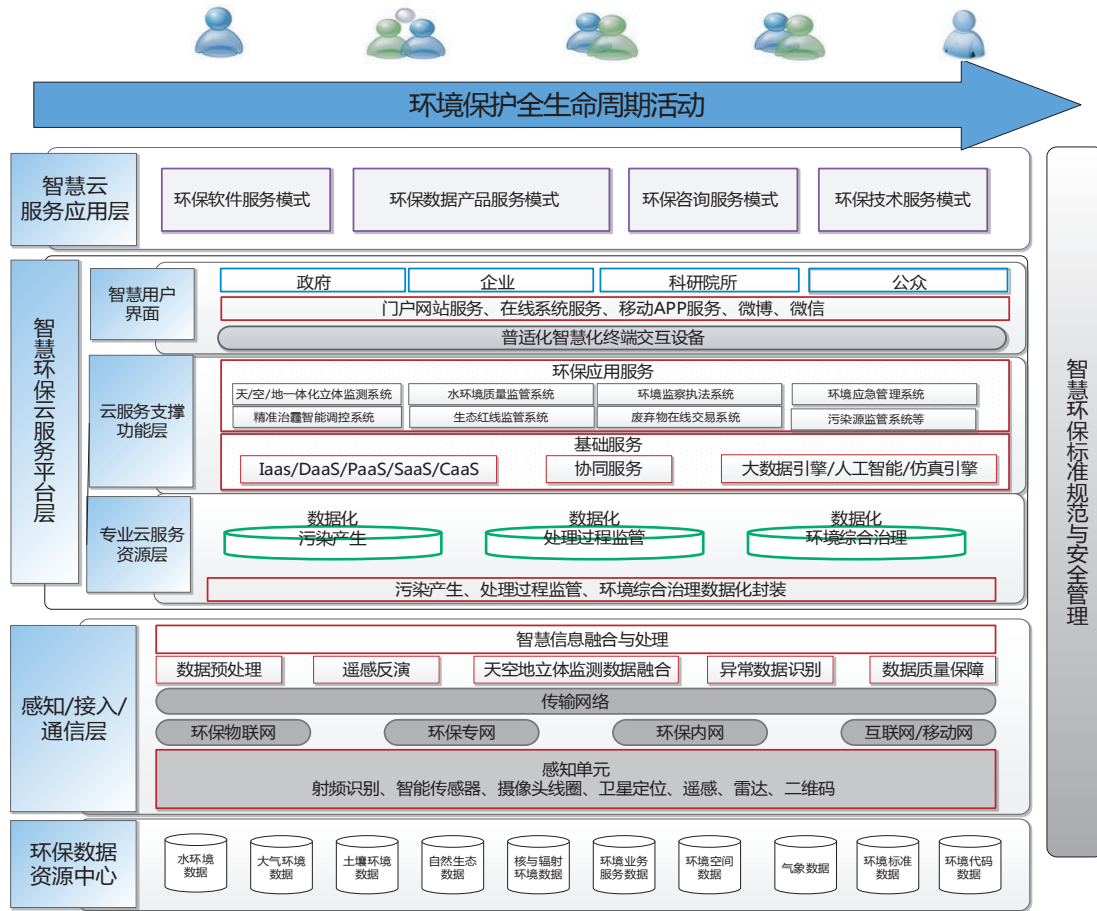 环境保护全生命周期活动
智慧云
服务应用层
环保软件服务模式
环保数据产品服务模式
环保咨询服务模式
环保技术服务模式
智慧环保云服务平台层
智慧用户
界面
政府
企业
科研院所
公众
门户网站服务、在线系统服务、移动APP服务、微博、微信
普适化智慧化终端交互设备
云服务支撑
功能层
环保应用服务
天/空/地一体化立体监测系统
水环境质量监管系统
环境监察执法系统
环境应急管理系统
精准治霾智能调控系统
生态红线监管系统
废弃物在线交易系统
污染源监管系统等
基础服务
Iaas/DaaS/PaaS/SaaS/CaaS
协同服务
大数据引擎/人工智能/仿真引擎
专业云服务
资源层
数据化
污染产生
数据化
处理过程监管
数据化
环境综合治理
污染产生、处理过程监管、环境综合治理数据化封装
感知/接入/
通信层
智慧信息融合与处理
数据预处理
遥感反演
天空地立体监测数据融合
异常数据识别
数据质量保障
传输网络
环保物联网
环保专网
环保内网
互联网/移动网
感知单元
射频识别、智能传感器、摄像头线圈、卫星定位、遥感、雷达、二维码
环保数据
资源中心
水环境
数据
大气环境
数据
土壤环境
数据
自然生态
数据
核与辐射
环境数据
环境业务
服务数据
环境空间
数据
气象数据
环境标准
数据
环境代码
数据
智慧环保标准规范与安全管理